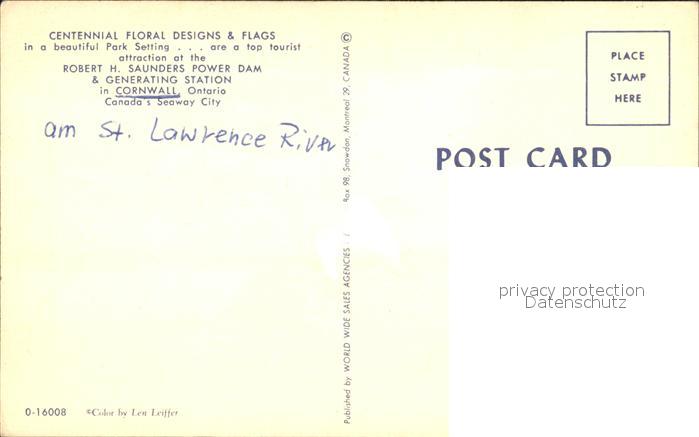 CENTENNIAL FLORAL DESIGNS & FLAGS
in a beautiful Park Setting . . . are a top tourist
attraction at the
ROBERT H. SAUNDERS POWER DAM
& GENERATING STATION
in CORNWALL, Ontario
Canada's Seaway City
am St. Lawrence River
0-16008 ©Color by Len Leiffer
Published by WORLD WIDE SALES AGENCIES Box 98, Snowdon, Montreal 29, CANADA ©
PLACE
STAMP
HERE
POST CARD
privacy protection
Datenschutz